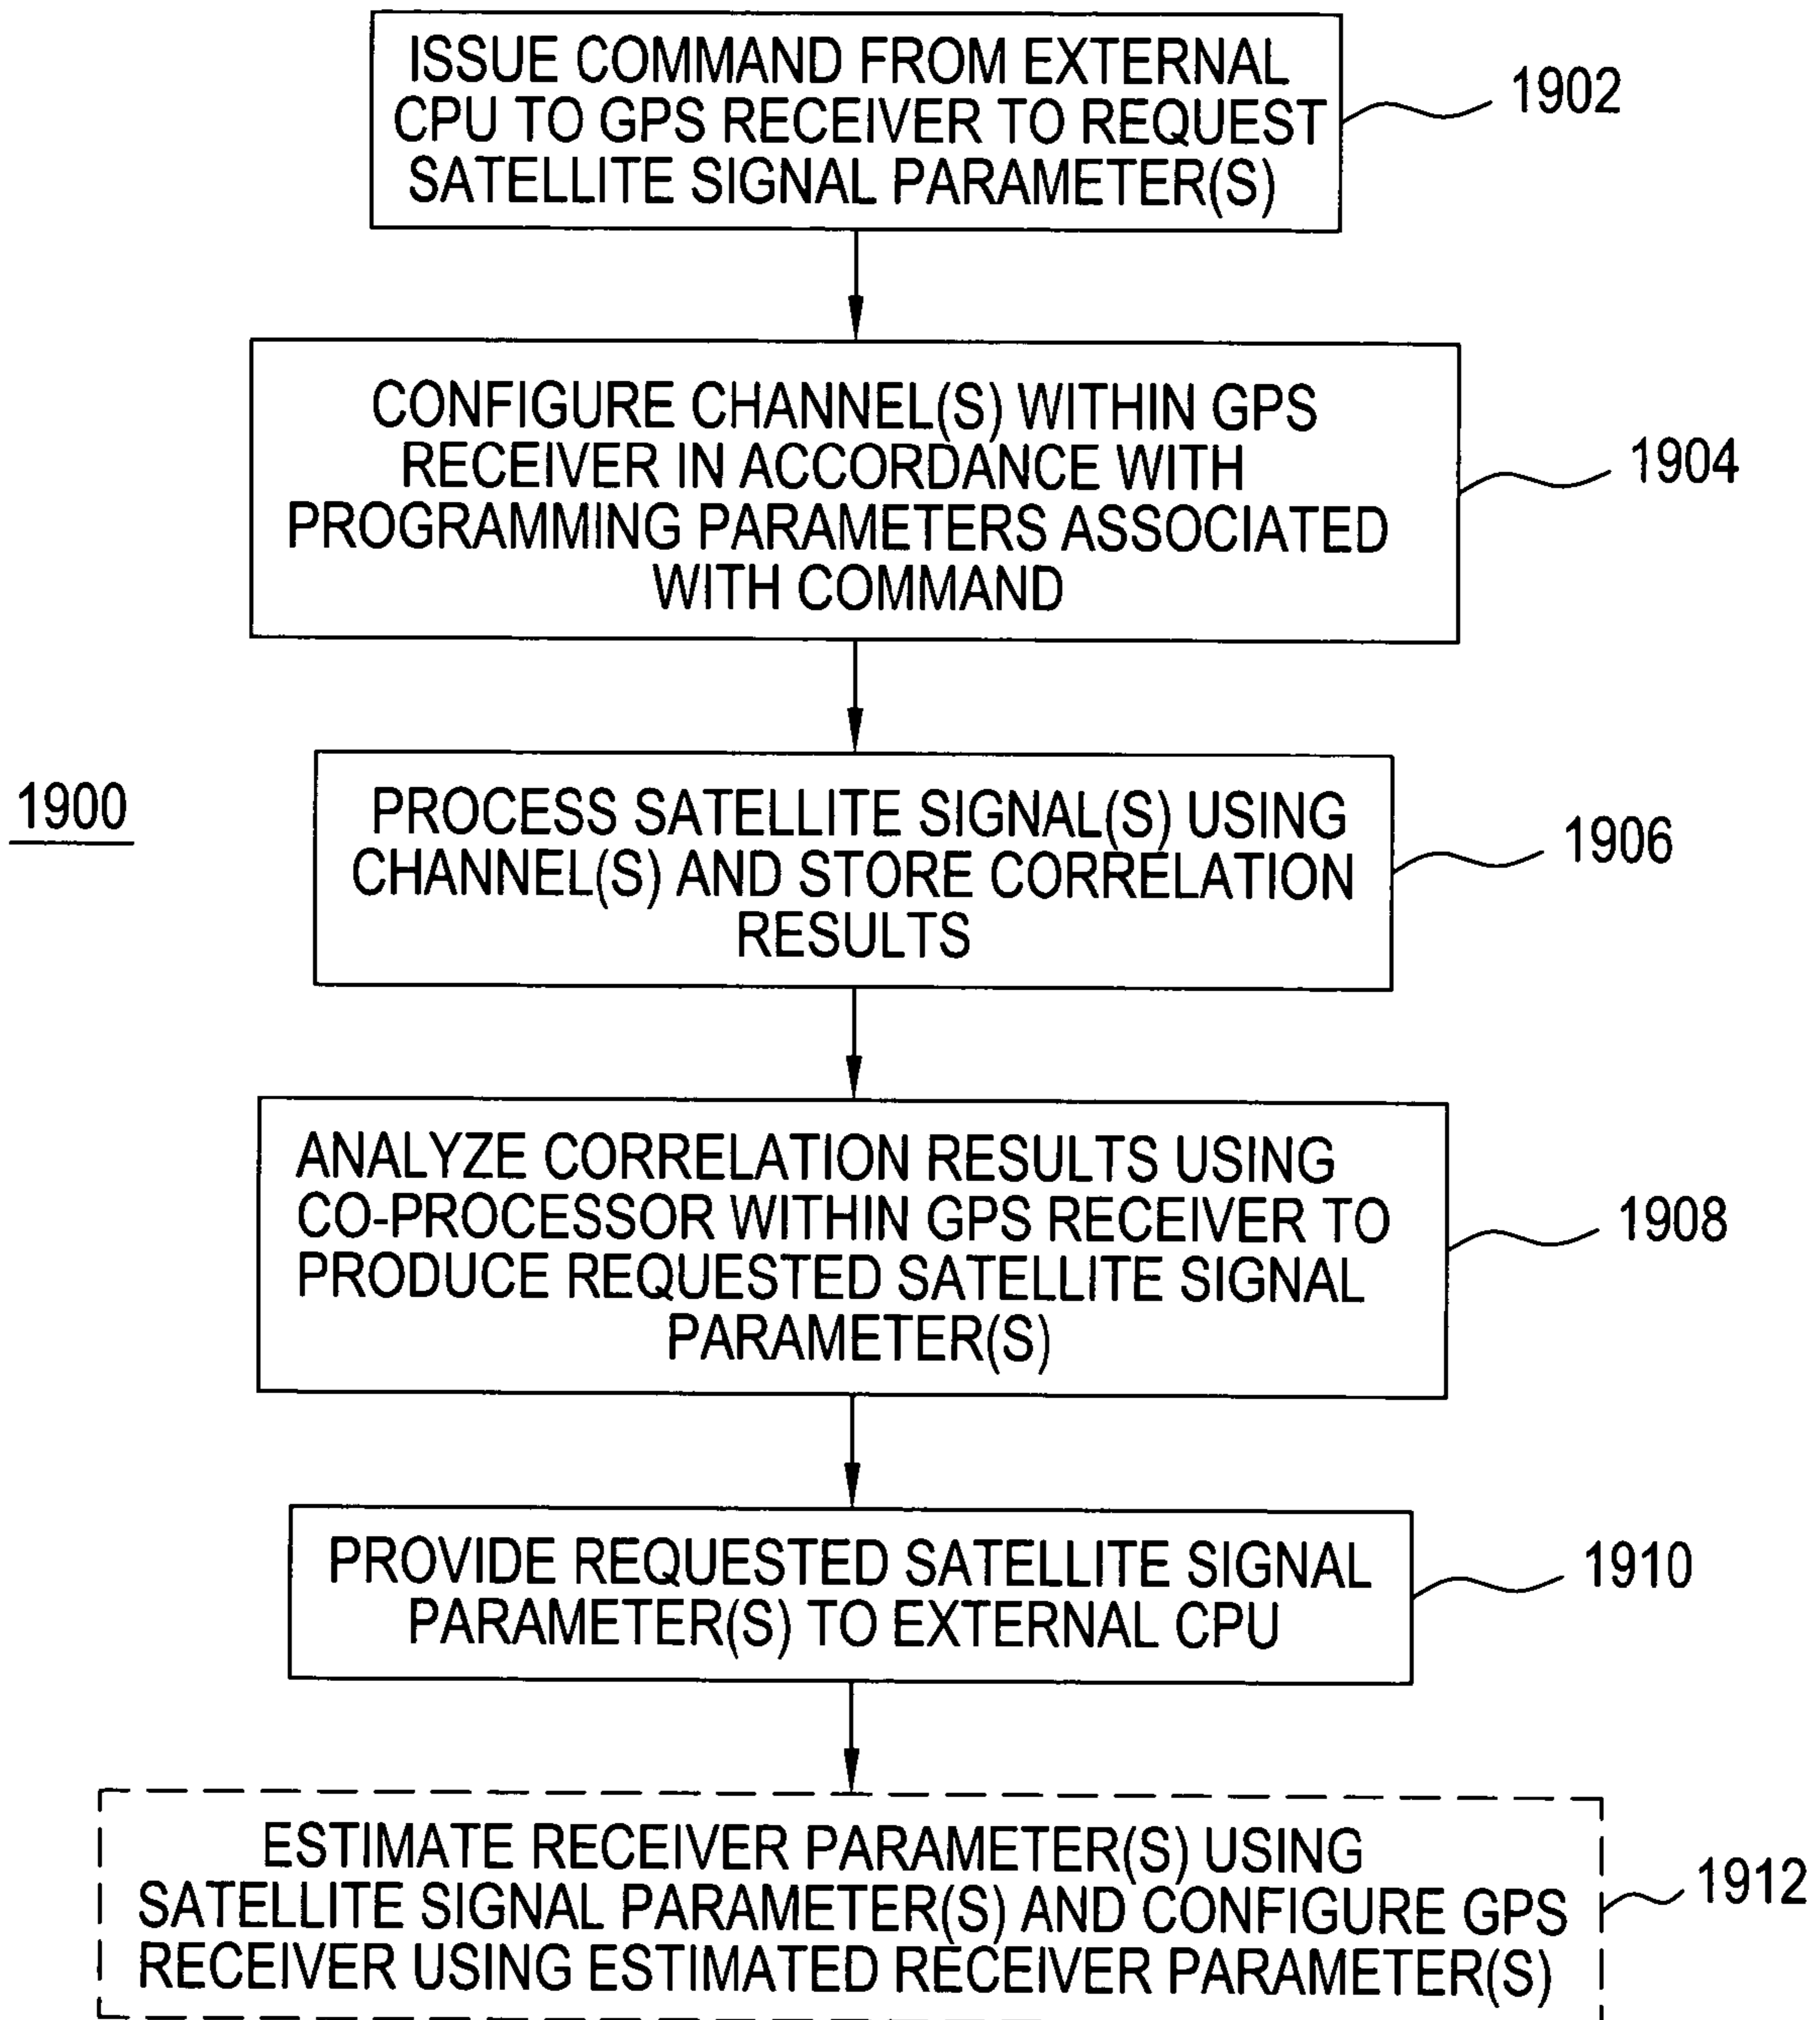 ISSUE COMMAND FROM EXTERNAL
CPU TO GPS RECEIVER TO REQUEST
SATELLITE SIGNAL PARAMETER(S)
1902
CONFIGURE CHANNEL(S) WITHIN GPS
RECEIVER IN ACCORDANCE WITH
PROGRAMMING PARAMETERS ASSOCIATED
WITH COMMAND
1904
1900
PROCESS SATELLITE SIGNAL(S) USING
CHANNEL(S) AND STORE CORRELATION
RESULTS
1906
ANALYZE CORRELATION RESULTS USING
CO-PROCESSOR WITHIN GPS RECEIVER TO
PRODUCE REQUESTED SATELLITE SIGNAL
PARAMETER(S)
1908
PROVIDE REQUESTED SATELLITE SIGNAL
PARAMETER(S) TO EXTERNAL CPU
1910
ESTIMATE RECEIVER PARAMETER(S) USING
SATELLITE SIGNAL PARAMETER(S) AND CONFIGURE GPS
RECEIVER USING ESTIMATED RECEIVER PARAMETER(S)
1912